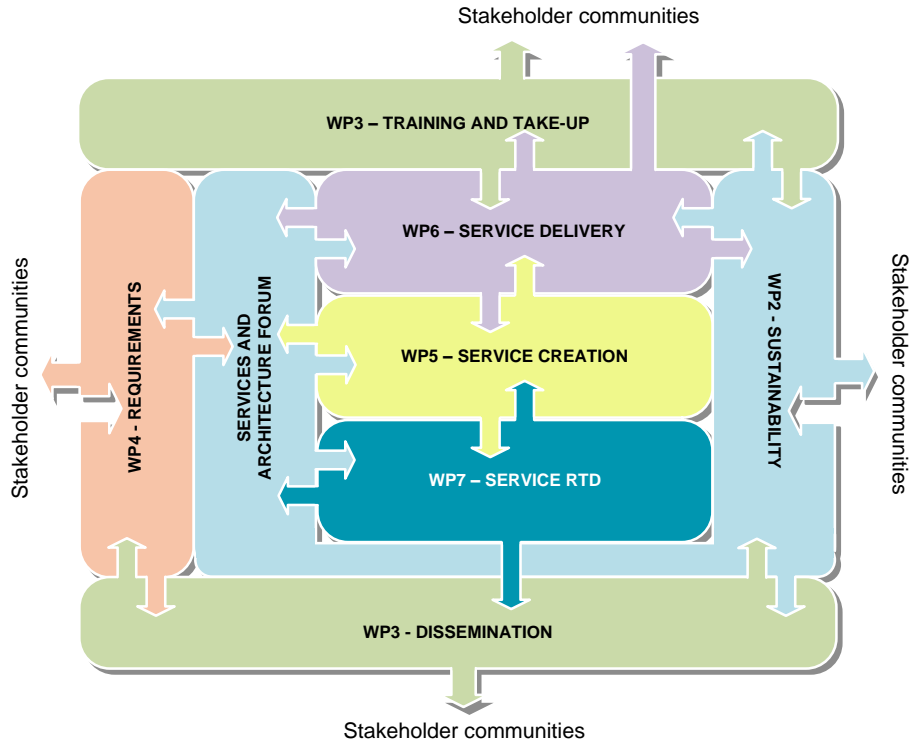 Stakeholder communities
WP3 – TRAINING AND TAKE-UP
WP6 – SERVICE DELIVERY
Stakeholder communities
WP4 - REQUIREMENTS
SERVICES AND
ARCHITECTURE FORUM
WP5 – SERVICE CREATION
WP2 - SUSTAINABILITY
Stakeholder communities
WP7 – SERVICE RTD
WP3 - DISSEMINATION
Stakeholder communities